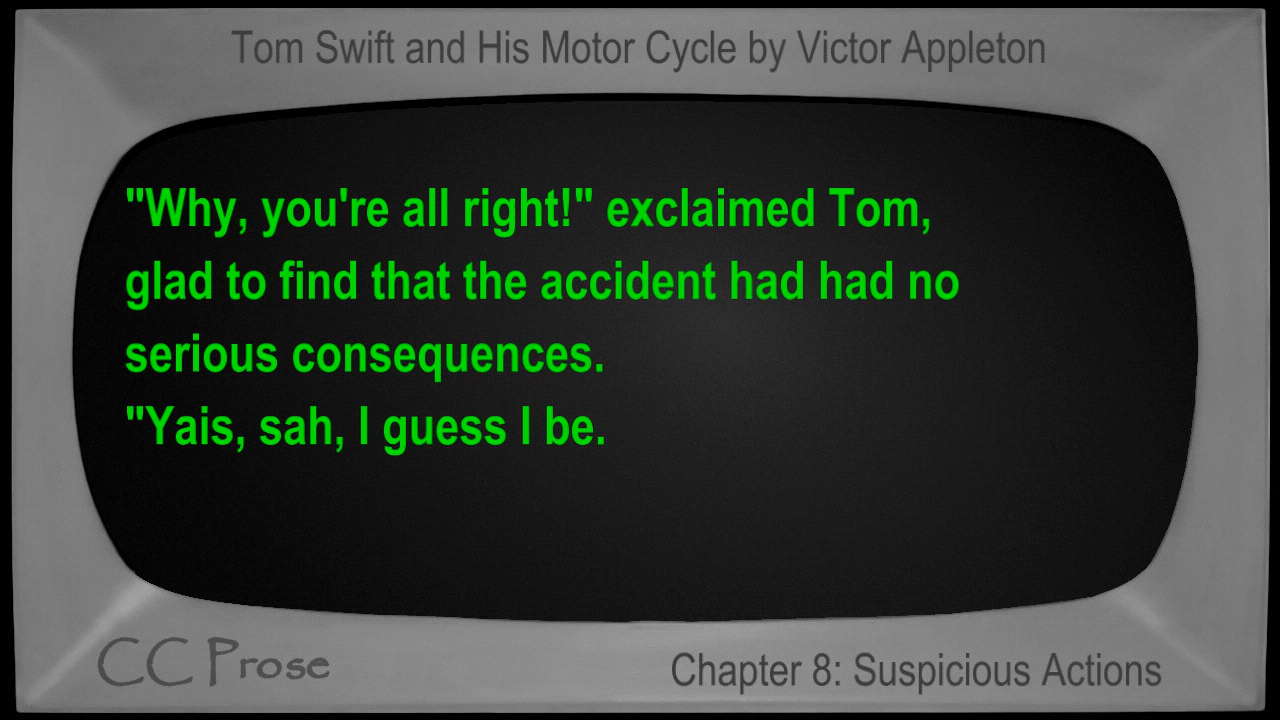 Tom Swift and His Motor Cycle by Victor Appleton
"Why, you're all right!" exclaimed Tom,
glad to find that the accident had had no
serious consequences.
"Yais, sah, I guess I be.
CC Prose
Chapter 8: Suspicious Actions